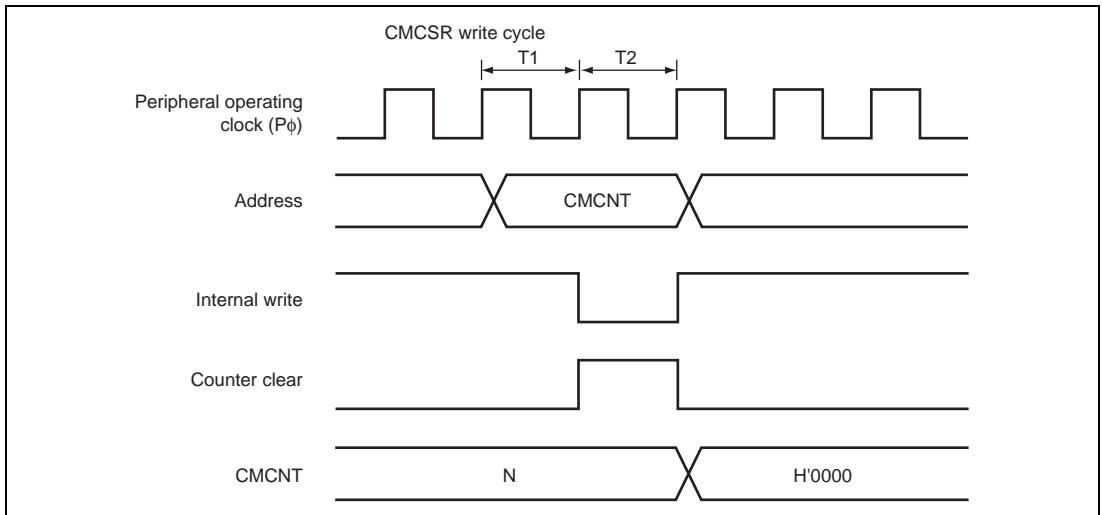 CMCSR write cycle
T1 T2
Peripheral operating
clock (Pϕ)
Address CMCNT
Internal write
Counter clear
CMCNT N H'0000